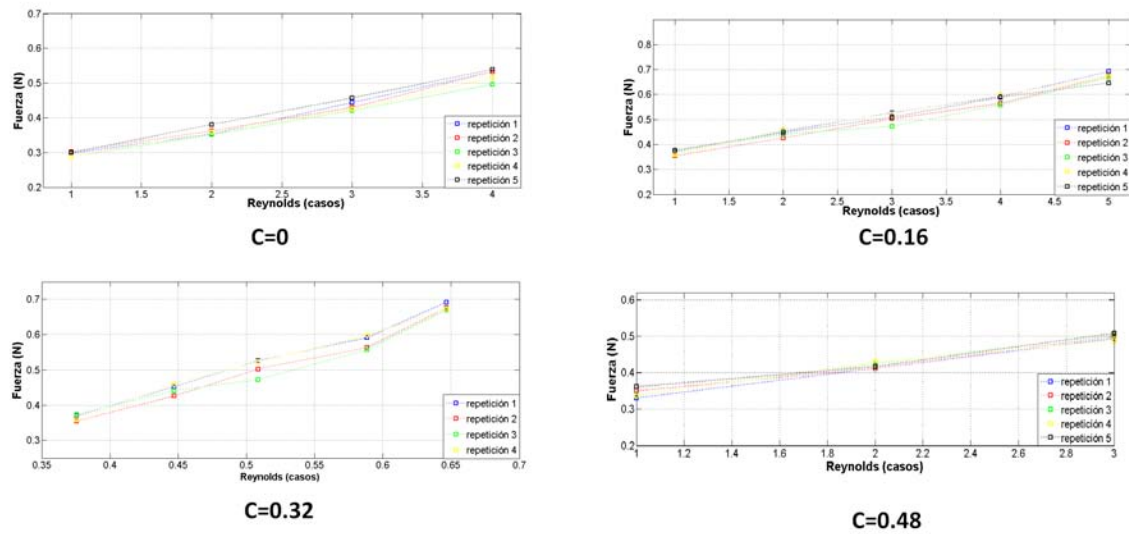 0.7
0.6
0.5
0.4
0.3
0.2
Fuerza (N)
1 1.5 2 2.5 3 3.5 4
Reynolds (casos)
repetición 1
repetición 2
repetición 3
repetición 4
repetición 5
C=0
0.8
0.7
0.6
0.5
0.4
0.3
0.2
Fuerza (N)
1 1.5 2 2.5 3 3.5 4 4.5 5
Reynolds (casos)
repetición 1
repetición 2
repetición 3
repetición 4
repetición 5
C=0.16
0.7
0.6
0.5
0.4
0.3
Fuerza (N)
0.35 0.4 0.45 0.5 0.55 0.6 0.65 0.7
Reynolds (casos)
repetición 1
repetición 2
repetición 3
repetición 4
C=0.32
0.6
0.5
0.4
0.3
0.2
Fuerza (N)
1 1.2 1.4 1.6 1.8 2 2.2 2.4 2.6 2.8 3
Reynolds (casos)
repetición 1
repetición 2
repetición 3
repetición 4
repetición 5
C=0.48